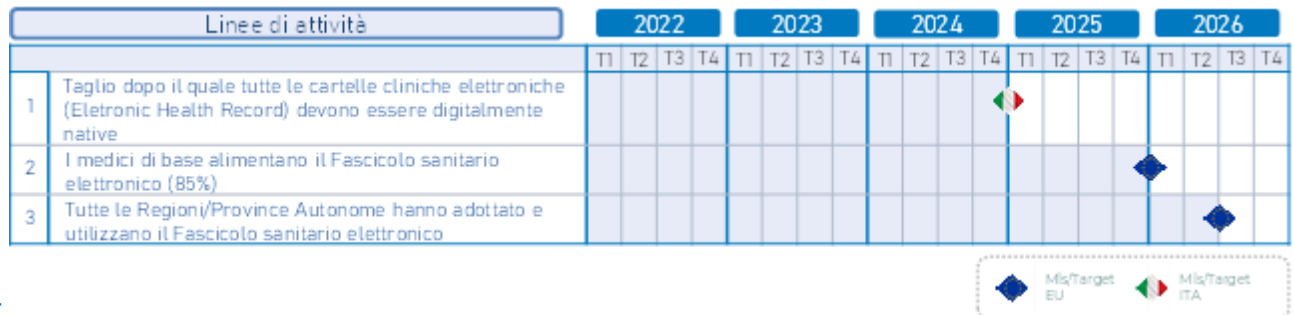 Linee di attività 2022 2023 2024 2025 2026
T1 T2 T3 T4 T1 T2 T3 T4 T1 T2 T3 T4 T1 T2 T3 T4 T1 T2 T3 T4
1 Taglio dopo il quale tutte le cartelle cliniche elettroniche
(Eletronic Health Record) devono essere digitalmente
native
2 I medici di base alimentano il Fascicolo sanitario
elettronico (85%)
3 Tutte le Regioni/Province Autonome hanno adottato e
utilizzano il Fascicolo sanitario elettronico
Mls/Target
EU
Mls/Target
ITA